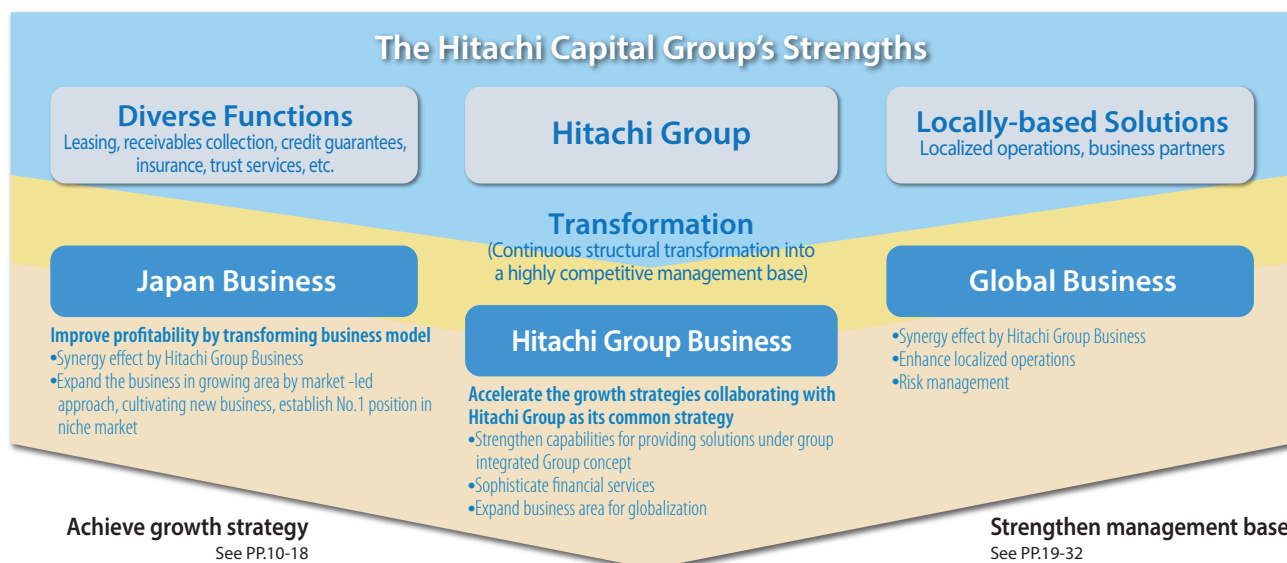 The Hitachi Capital Group's Strengths
Diverse Functions
Leasing, receivables collection, credit guarantees,
insurance, trust services, etc.
Hitachi Group
Locally-based Solutions
Localized operations, business partners
Transformation
(Continuous structural transformation into
a highly competitive management base)
Japan Business
Improve profitability by transforming business model
•Synergy effect by Hitachi Group Business
•Expand the business in growing area by market -led
approach, cultivating new business, establish No.1 position in
niche market
Hitachi Group Business
Accelerate the growth strategies collaborating with
Hitachi Group as its common strategy
•Strengthen capabilities for providing solutions under group
integrated Group concept
•Sophisticate financial services
•Expand business area for globalization
Global Business
•Synergy effect by Hitachi Group Business
•Enhance localized operations
•Risk management
Achieve growth strategy
See PP.10-18
Strengthen management base
See PP.19-32